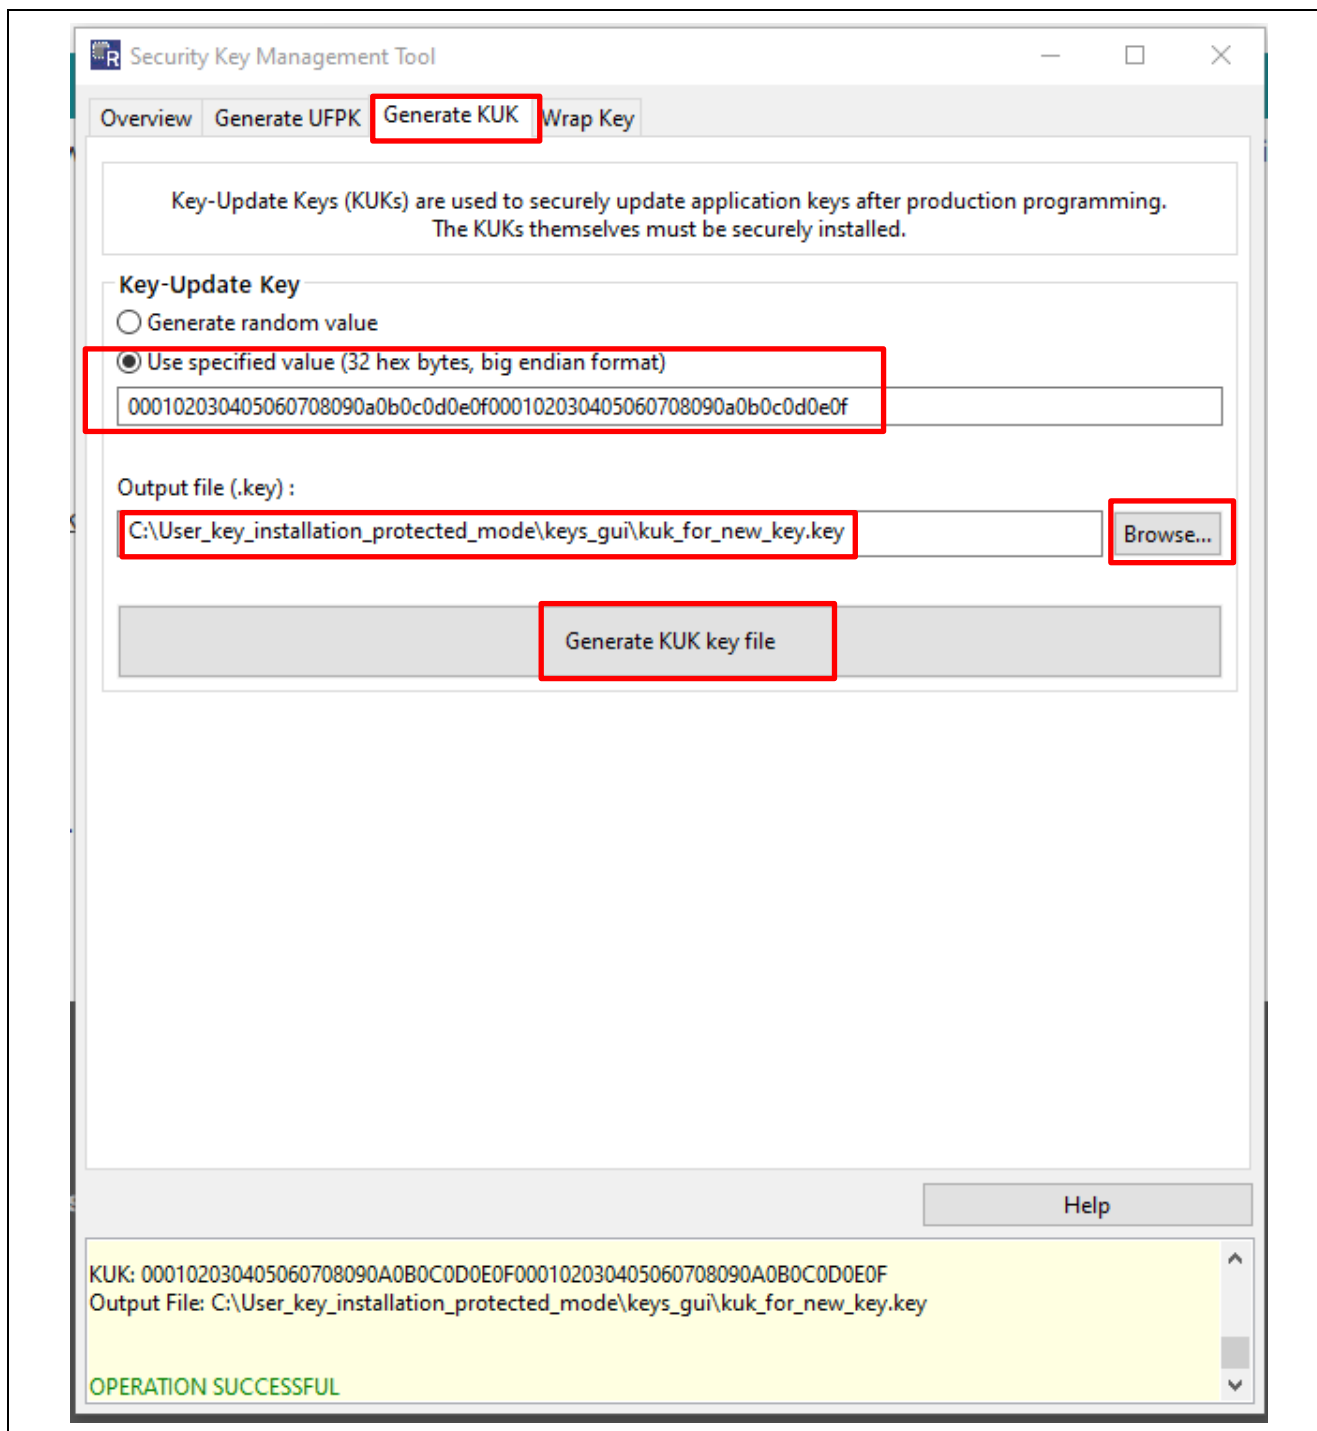 Security Key Management Tool
Overview Generate UFPK Generate KUK Wrap Key
Key-Update Keys (KUKs) are used to securely update application keys after production programming.
The KUKs themselves must be securely installed.
Key-Update Key
Generate random value
Use specified value (32 hex bytes, big endian format)
000102030405060708090a0b0c0d0e0f000102030405060708090a0b0c0d0e0f
Output file (.key) :
C:\User_key_installation_protected_mode\keys_gui\kuk_for_new_key.key
Browse...
Generate KUK key file
Help
KUK: 000102030405060708090A0B0C0D0E0F000102030405060708090A0B0C0D0E0F
Output File: C:\User_key_installation_protected_mode\keys_gui\kuk_for_new_key.key
OPERATION SUCCESSFUL